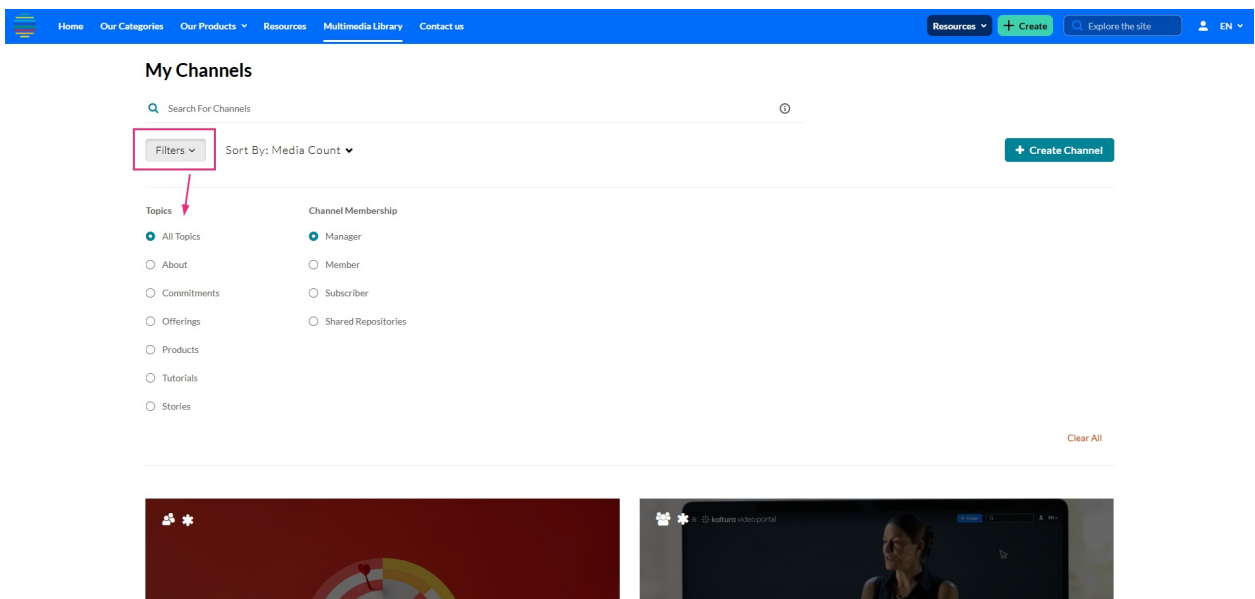 Home Our Categories Our Products Resources Multimedia Library Contact us Resources + Create Explore the site EN
My Channels
Search For Channels
Filters Sort By: Media Count + Create Channel
Topics Channel Membership
All Topics Manager
About Member
Commitments Subscriber
Offerings Shared Repositories
Products
Tutorials
Stories
Clear All
kaltura video portal